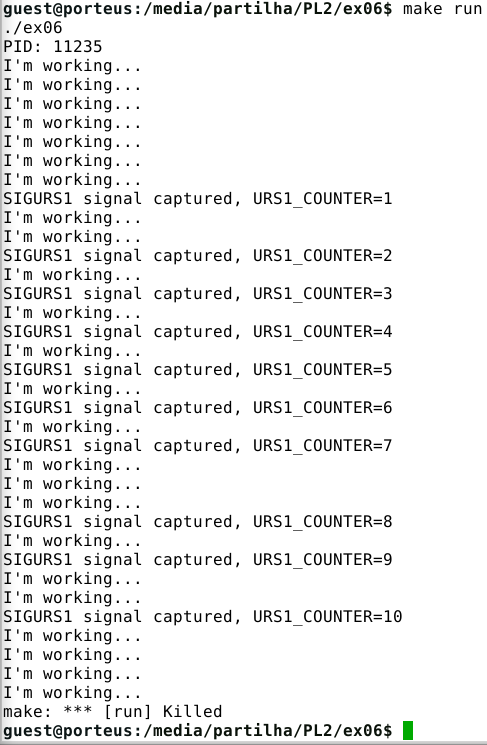 guest@porteus:/media/partilha/PL2/ex06$ make run
./ex06
PID: 11235
I'm working...
I'm working...
I'm working...
I'm working...
I'm working...
I'm working...
I'm working...
SIGURS1 signal captured, URS1_COUNTER=1
I'm working...
I'm working...
SIGURS1 signal captured, URS1_COUNTER=2
I'm working...
SIGURS1 signal captured, URS1_COUNTER=3
I'm working...
SIGURS1 signal captured, URS1_COUNTER=4
I'm working...
SIGURS1 signal captured, URS1_COUNTER=5
I'm working...
SIGURS1 signal captured, URS1_COUNTER=6
I'm working...
SIGURS1 signal captured, URS1_COUNTER=7
I'm working...
I'm working...
I'm working...
SIGURS1 signal captured, URS1_COUNTER=8
I'm working...
SIGURS1 signal captured, URS1_COUNTER=9
I'm working...
I'm working...
SIGURS1 signal captured, URS1_COUNTER=10
I'm working...
I'm working...
I'm working...
I'm working...
make: *** [run] Killed
guest@porteus:/media/partilha/PL2/ex06$